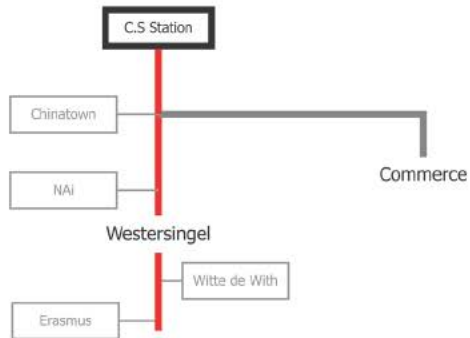 C.S Station
Chinatown
Commerce
NAi
Westersingel
Witte de With
Erasmus